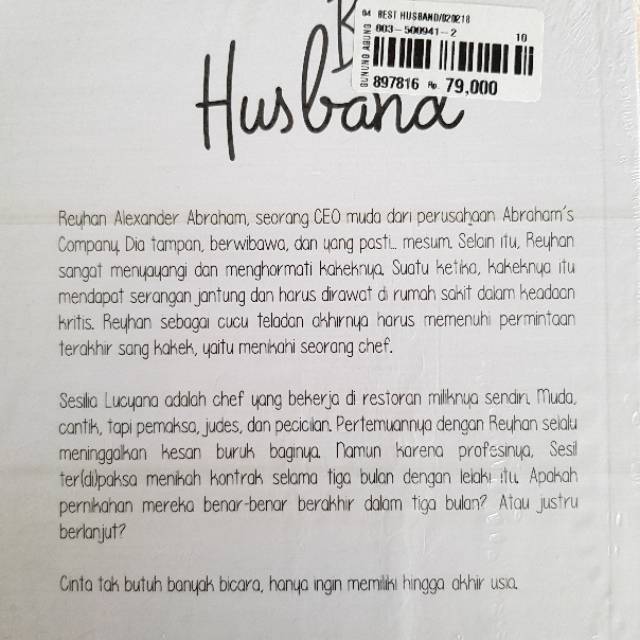 04 BEST HUSBAND/020218
003-500941-2
10
GUNUNG AGUNG
897816 Rp. 79,000
Husband
Reyhan Alexander Abraham, seorang CEO muda dari perusahaan Abraham's
Company. Dia tampan, berwibawa, dan yang pasti... mesum. Selain itu, Reyhan
sangat menyayangi dan menghormati kakeknya. Suatu ketika, kakeknya itu
mendapat serangan jantung dan harus dirawat di rumah sakit dalam keadaan
kritis. Reyhan sebagai cucu teladan akhirnya harus memenuhi permintaan
terakhir sang kakek, yaitu menikahi seorang chef.
Sesilia Lucyana adalah chef yang bekerja di restoran miliknya sendiri. Muda,
cantik, tapi pemaksa, judes, dan pecicilan. Pertemuannya dengan Reyhan selalu
meninggalkan kesan buruk baginya. Namun karena profesinya, Sesil
ter(di)paksa menikah kontrak selama tiga bulan dengan lelaki itu. Apakah
pernikahan mereka benar-benar berakhir dalam tiga bulan? Atau justru
berlanjut?
Cinta tak butuh banyak bicara, hanya ingin memiliki hingga akhir usia.